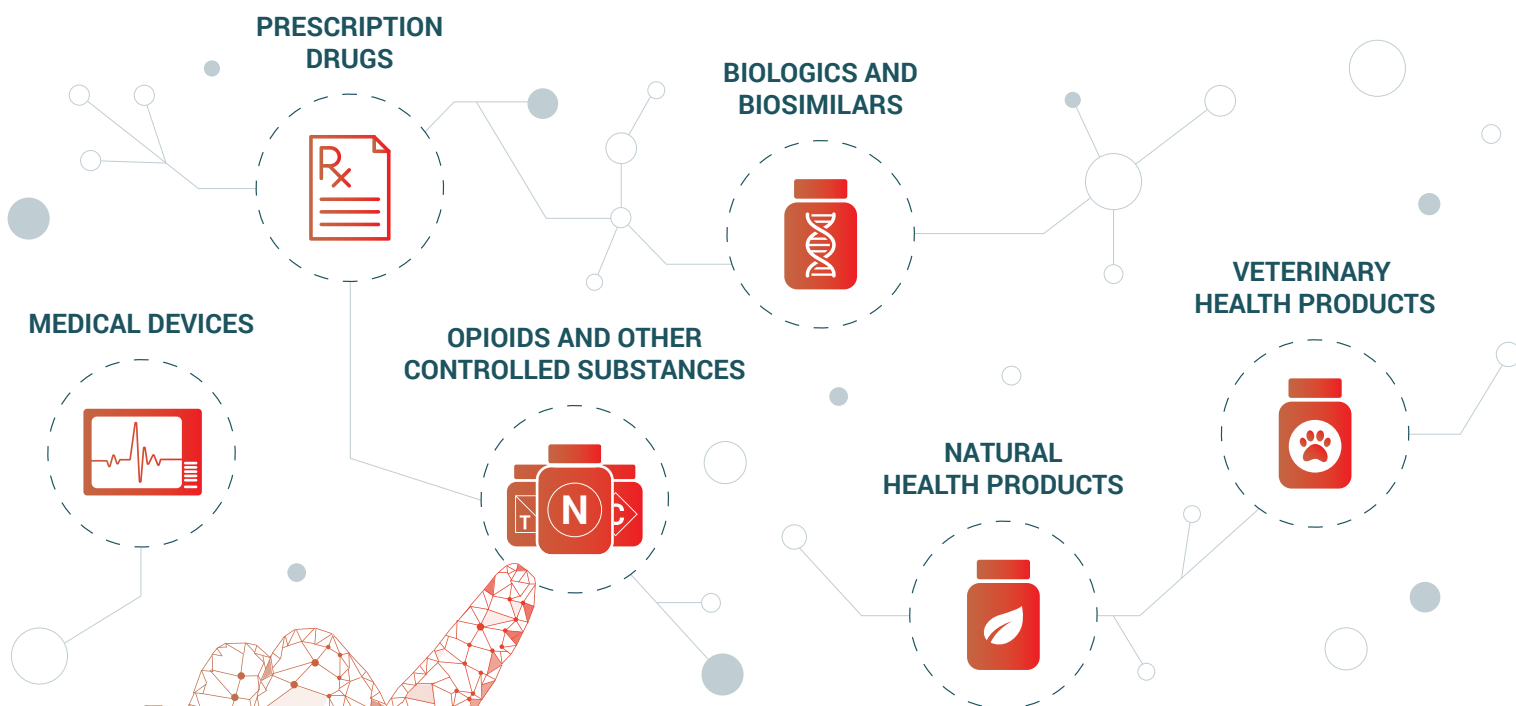 PRESCRIPTION
DRUGS
Rx
BIOLOGICS AND
BIOSIMILARS
VETERINARY
HEALTH PRODUCTS
MEDICAL DEVICES
OPIOIDS AND OTHER
CONTROLLED SUBSTANCES
T N C
NATURAL
HEALTH PRODUCTS